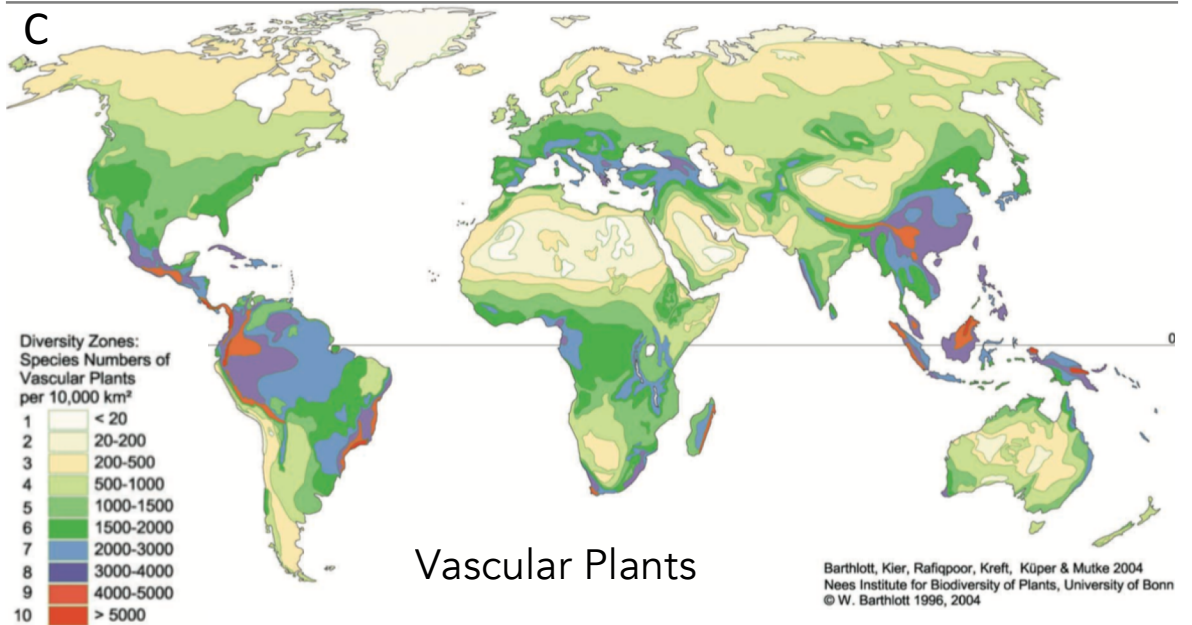 C
0
Diversity Zones:
Species Numbers of
Vascular Plants
per 10,000 km²
1 < 20
2 20-200
3 200-500
4 500-1000
5 1000-1500
6 1500-2000
7 2000-3000
8 3000-4000
9 4000-5000
10 > 5000
Vascular Plants
Barthlott, Kier, Rafiqpoor, Kreft, Küper & Mutke 2004
Nees Institute for Biodiversity of Plants, University of Bonn
© W. Barthlott 1996, 2004